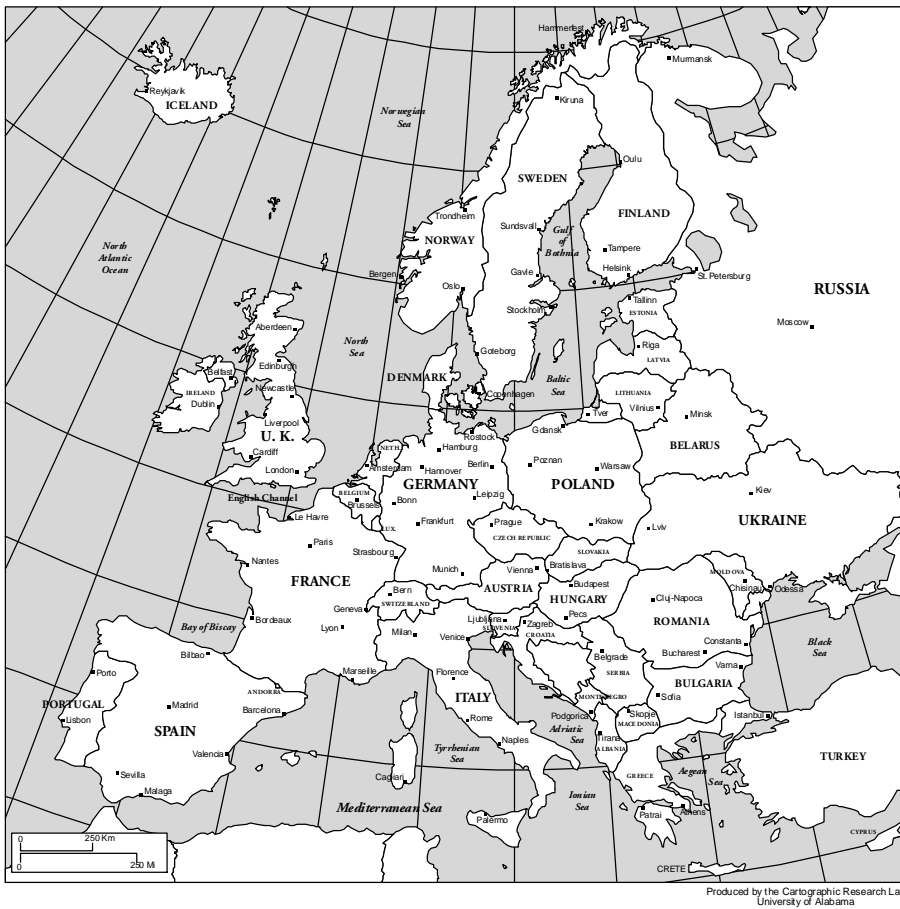 Hammerfest
Murmansk
Reykjavik
ICELAND
Kiruna
Norwegian
Sea
Oulu
SWEDEN
Trondheim
FINLAND
Sundsvall
Gulf
of
Bothnia
NORWAY
North
Atlantic
Ocean
Tampere
Helsink
Bergen
Gavle
St. Petersburg
Oslo
RUSSIA
Tallinn
ESTONIA
Stockholm
Moscow
Aberdeen
North
Sea
Riga
LATVIA
Goteborg
Edinburgh
Belfast
DENMARK
Baltic
Sea
Newcastle
IRELAND
Copenhagen
LITHUANIA
Dublin
Vilnius
Tver
Minsk
Liverpool
Gdansk
U. K.
Rostock
BELARUS
Cardiff
NETH.
Hamburg
London
Amsterdam
Hannover
Berlin
Poznan
Warsaw
GERMANY
POLAND
BELGIUM
Leipzig
Kiev
English Channel
Brussels
Bonn
Le Havre
LUX.
Frankfurt
Prague
Krakow
Lviv
UKRAINE
CZECH REPUBLIC
Paris
Strasbourg
SLOVAKIA
Nantes
Munich
Vienna
Bratislava
MOLDOVA
FRANCE
AUSTRIA
Budapest
Chisinau
Odessa
Bern
HUNGARY
Cluj-Napoca
SWITZERLAND
Geneva
Bordeaux
Ljubljana
Pecs
ROMANIA
Bay of Biscay
Lyon
Milan
SLOVENIA
Zagreb
CROATIA
Venice
Black
Sea
Constanta
Bilbao
Belgrade
Bucharest
Marseille
Florence
SERBIA
Varna
Porto
BULGARIA
ANDORRA
ITALY
MONTENEGRO
Sofia
PORTUGAL
Madrid
Barcelona
Podgorica
Skopje
Istanbul
Lisbon
Rome
MACEDONIA
SPAIN
Adriatic
Sea
Tirana
Naples
ALBANIA
Valencia
Tyrrhenian
Sea
TURKEY
Sevilla
Cagliari
GREECE
Aegean
Sea
Malaga
Ionian
Sea
Mediterranean Sea
Palermo
Patrai
Athens
CYPRUS
0 250 Km
0 250 Mi
CRETE
Produced by the Cartographic Research La
University of Alabama